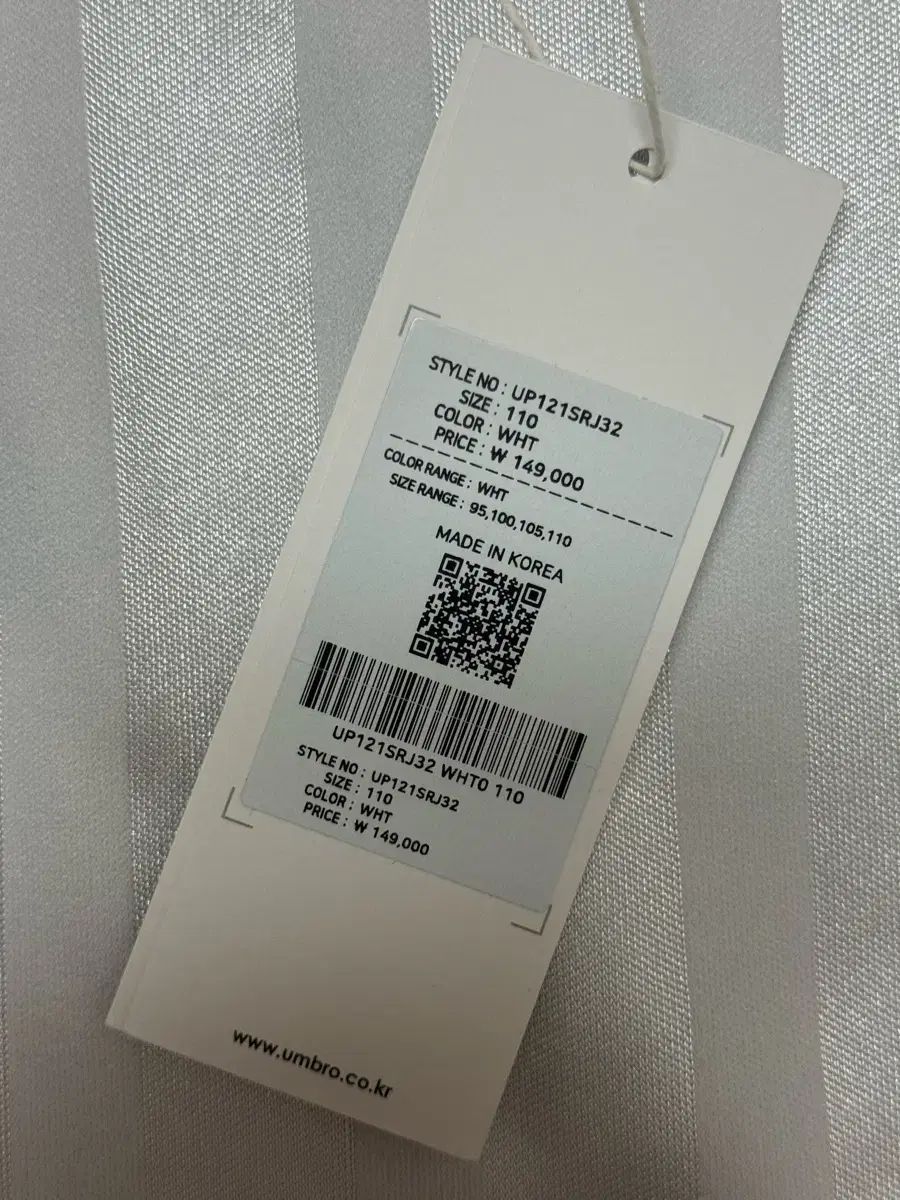 STYLE NO : UP121SRJ32
SIZE : 110
COLOR : WHT
PRICE : ₩ 149,000
COLOR RANGE : WHT
SIZE RANGE : 95,100,105,110
MADE IN KOREA
UP121SRJ32 WHT0 110
STYLE NO : UP121SRJ32
SIZE : 110
COLOR : WHT
PRICE : ₩ 149,000
www.umbro.co.kr